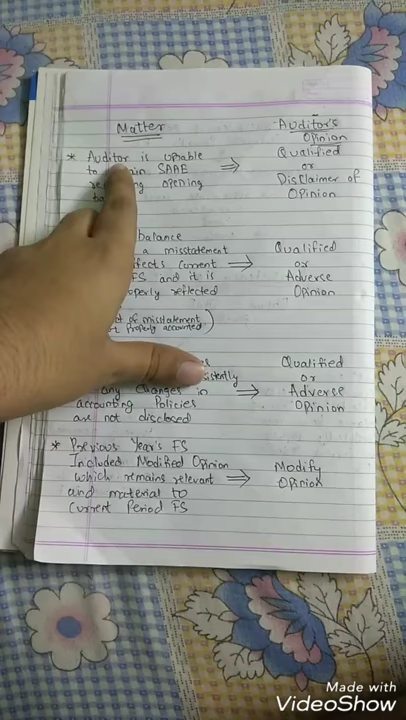 Matter
Auditor's
Opinion
* Auditor is unable
to SAAE
opening
⇒ Qualified
or
Disclaimer of
Opinion
balance
a misstatement
current
FS and it is
properly reflected
of misstatement
Properly accounted)
⇒ Qualified
or
Adverse
Opinion
any Changes in
accounting Policies
are not disclosed
⇒ Qualified
or
Adverse
Opinion
* Previous Year's FS
Included Modified Opinion
which remains relevant
and material to
Current Period FS
⇒ Modify
Opinion
Made with
VideoShow